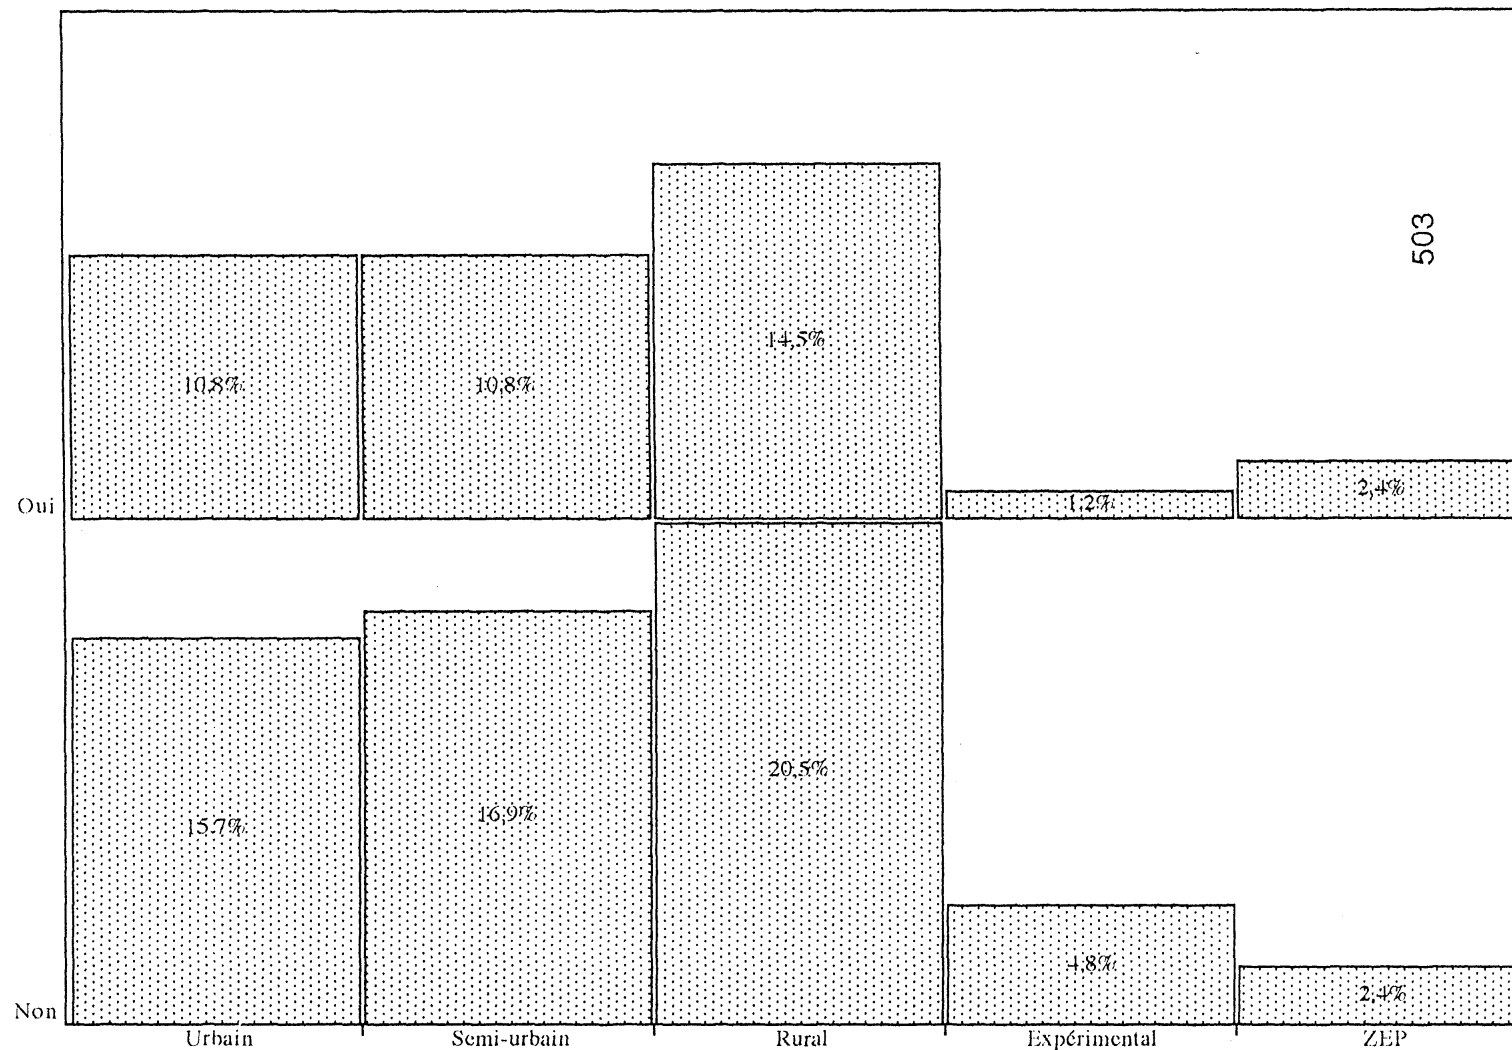 503
14,5%
10,8%
10,8%
2,4%
1,2%
Oui
20,5%
16,9%
15.7%
4,8%
2,4%
Non
Urbain
Semi-urbain
Rural
Expérimental
ZEP